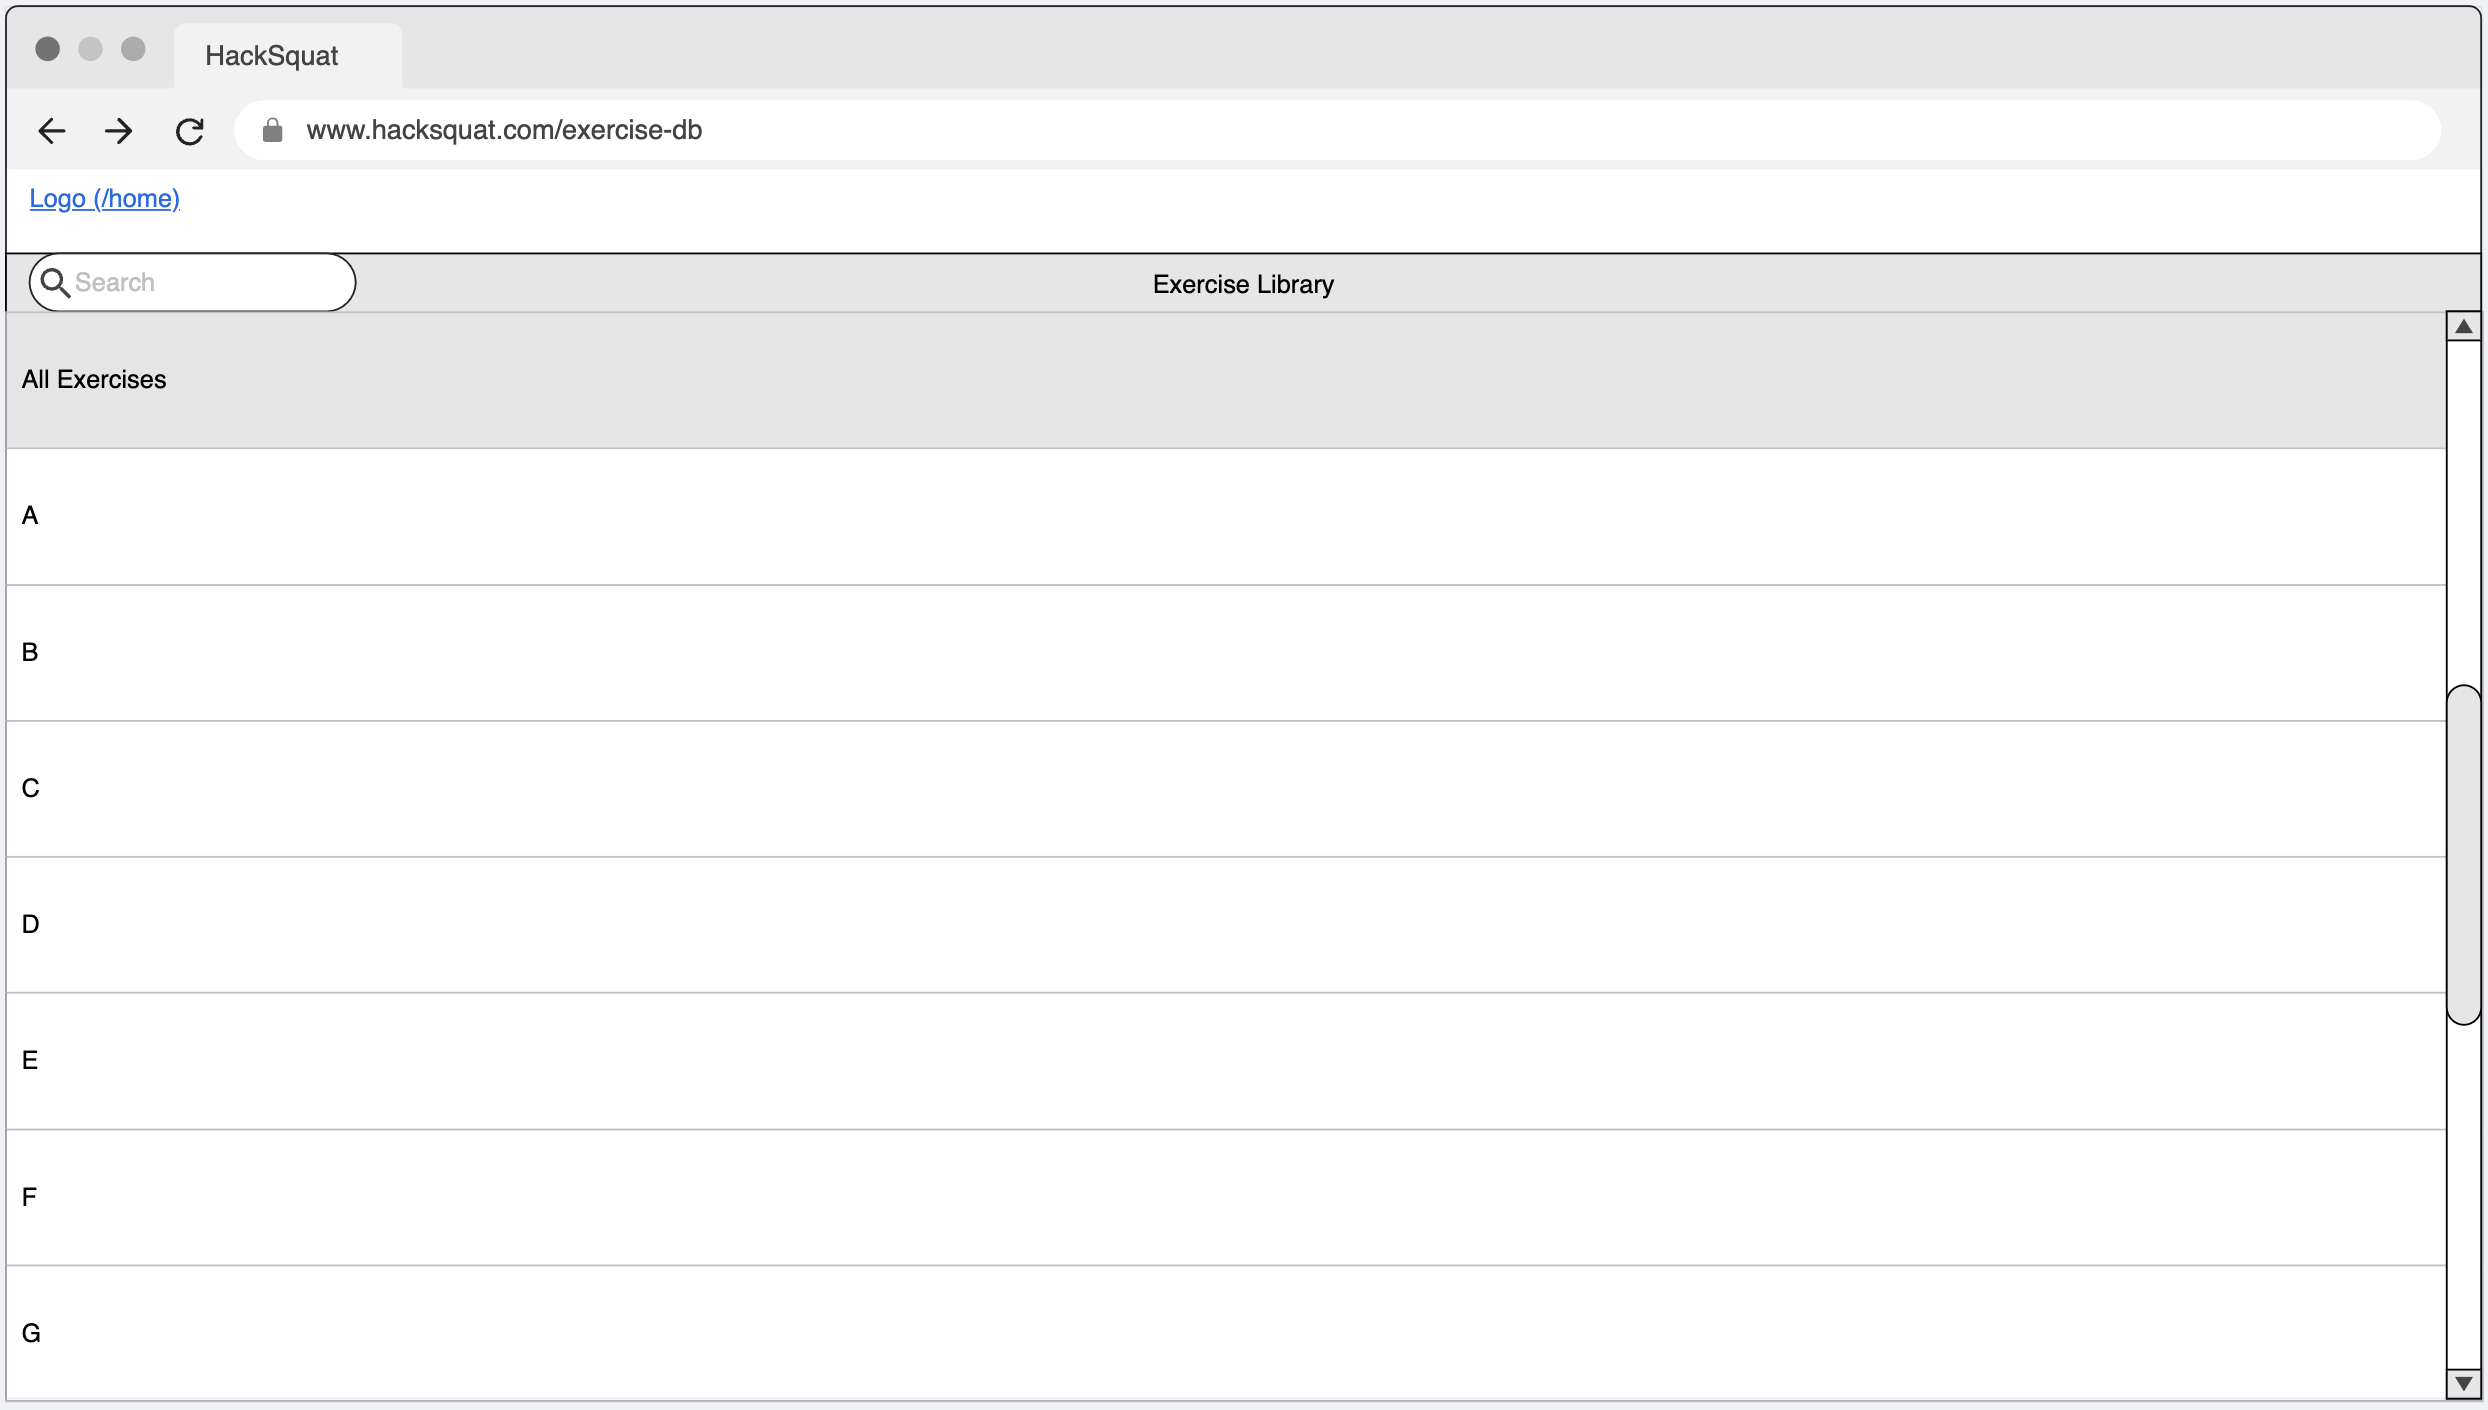 HackSquat
www.hacksquat.com/exercise-db
Logo (/home)
Search
Exercise Library
All Exercises
A
B
C
D
E
F
G